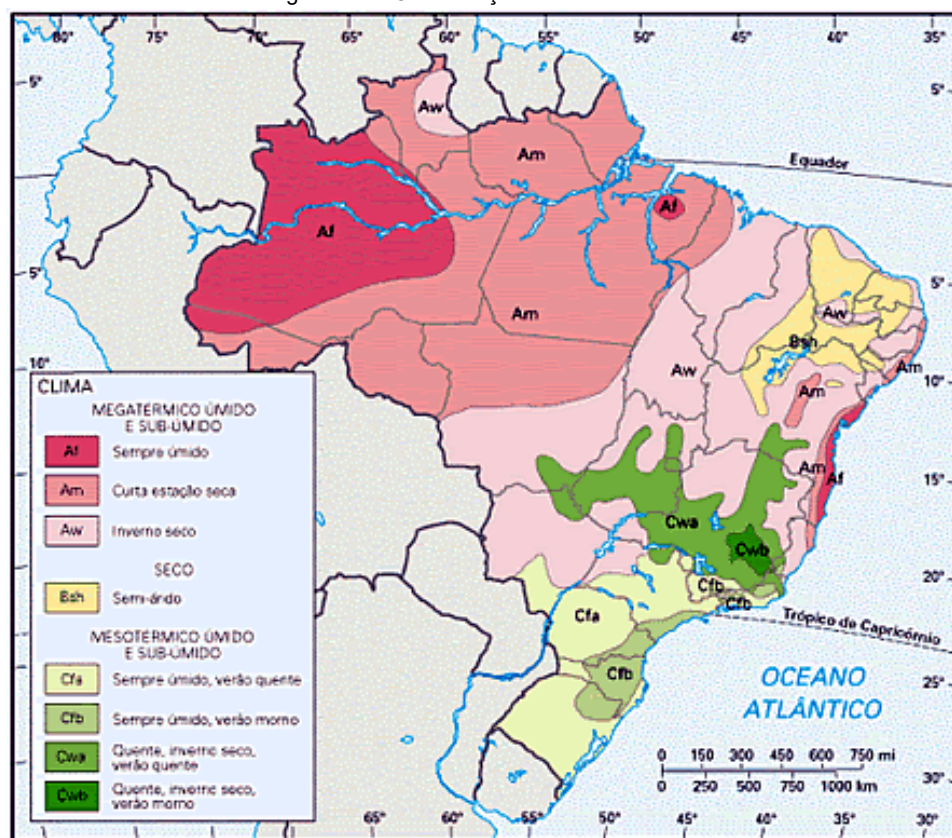 80° 75° 70° 65° 60° 55° 50° 45° 40° 35° 30°
5°
5°
Aw
Am
Equador
Af
Af
5°
5°
Aw
Am
Bsh
Aw
10°
Am
Am
10°
CLIMA
MEGATERMICO ÚMIDO
E SUB-ÚMIDO
Af Sempre úmido
Am Curta estação seca
Aw Inverno seco
SECO
Bsh Semi-árido
MESOTERMICO ÚMIDO
E SUB-ÚMIDO
Cfa Sempre úmido, verão quente
Cfb Sempre úmido, verão morno
Cwa Quente, inverno seco,
verão quente
Cwb Quente, inverno seco,
verão morno
Am
Af
15°
Cwa
Cwb
20°
Cfb
Cfb
Cfa
Trópico de Capricórnio
Cfb
25°
OCEANO
ATLÂNTICO
0 150 300 450 600 750 mi
0 250 500 750 1000 km
30°
65° 60° 55° 50° 45° 40° 35° 30°